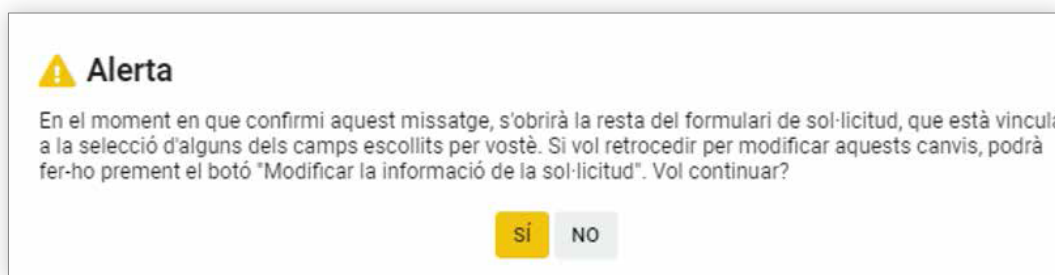 Alerta
En el moment en que confirmi aquest missatge, s'obrirà la resta del formulari de sol·licitud, que està
a la selecció d'alguns dels camps escollits per vostè. Si vol retrocedir per modificar aquests canvis, podrà
fer-ho prement el botó "Modificar la informació de la sol·licitud". Vol continuar?
SÍ NO